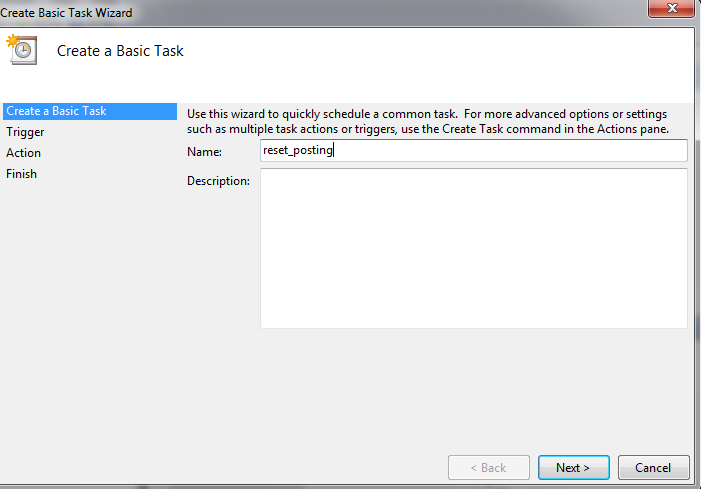 Create Basic Task Wizard
Create a Basic Task
Create a Basic Task
Trigger
Action
Finish
Use this wizard to quickly schedule a common task. For more advanced options or settings
such as multiple task actions or triggers, use the Create Task command in the Actions pane.
Name: reset_posting
Description:
< Back Next > Cancel